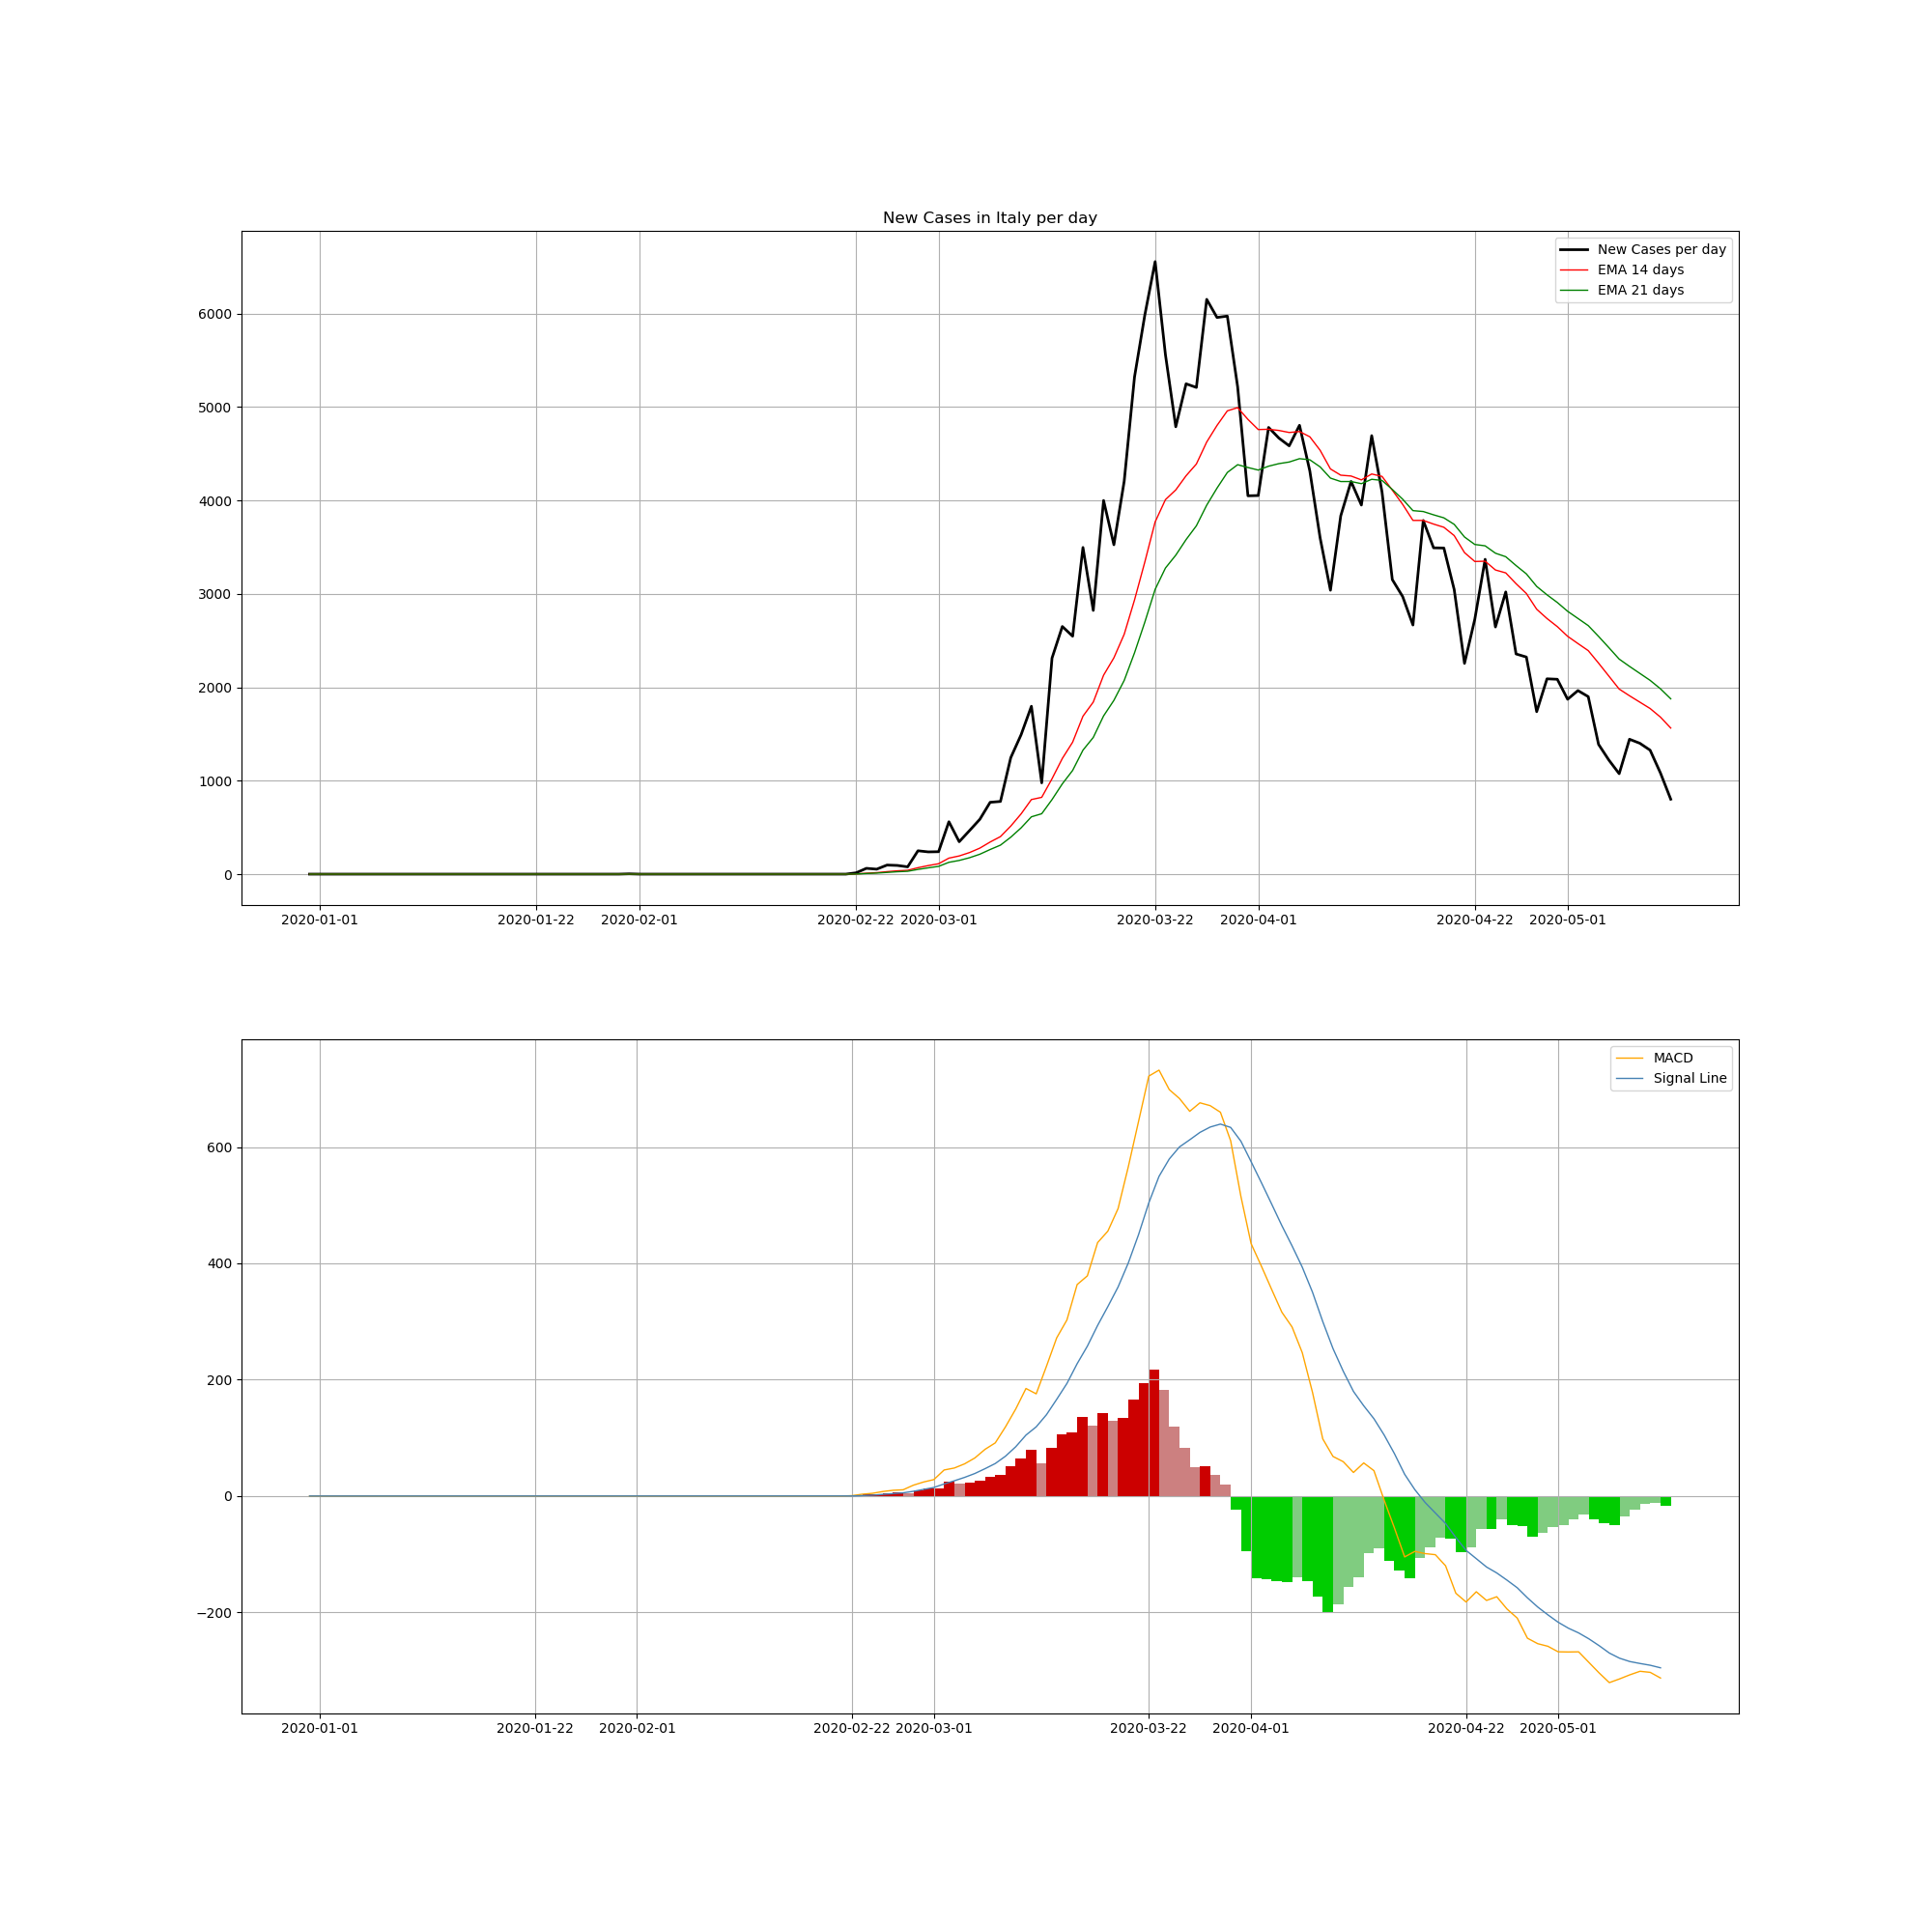 New Cases in Italy per day
New Cases per day
EMA 14 days
EMA 21 days
6000
5000
4000
3000
2000
1000
0
2020-01-01 2020-01-22 2020-02-01 2020-02-22 2020-03-01 2020-03-22 2020-04-01 2020-04-22 2020-05-01
MACD
Signal Line
600
400
200
0
−200
2020-01-01 2020-01-22 2020-02-01 2020-02-22 2020-03-01 2020-03-22 2020-04-01 2020-04-22 2020-05-01